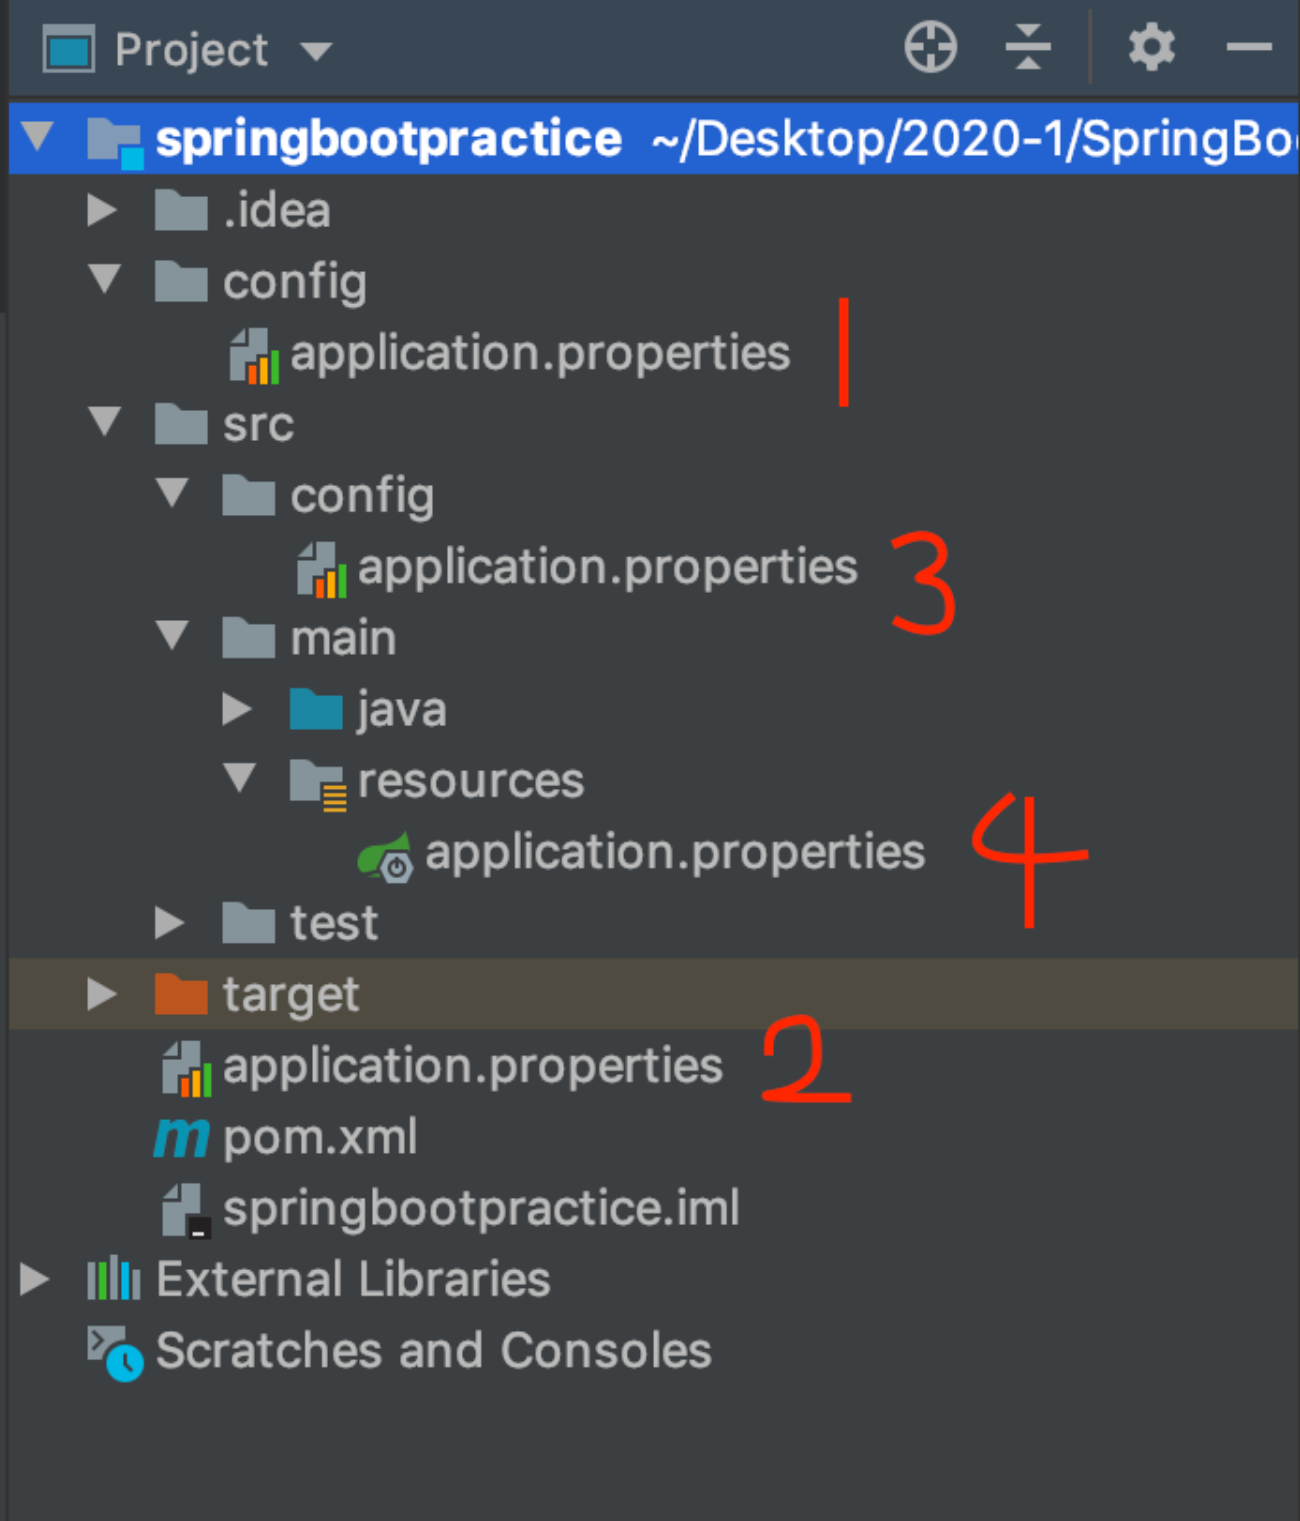 Project
springbootpractice ~/Desktop/2020-1/SpringBo
.idea
config
application.properties 1
src
config
application.properties 3
main
java
resources
application.properties 4
test
target
application.properties 2
m pom.xml
springbootpractice.iml
External Libraries
Scratches and Consoles